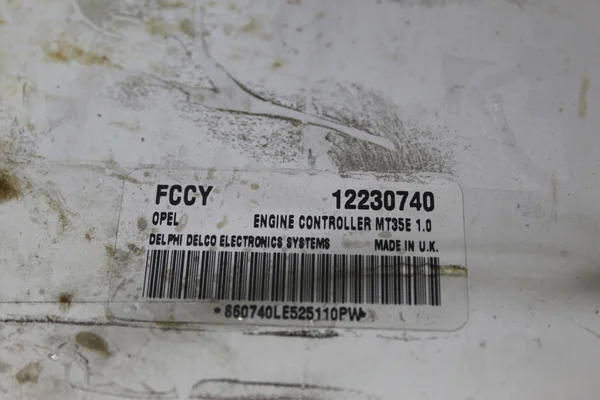 FCCY 12230740
OPEL ENGINE CONTROLLER MT35E 1.0
DELPHI DELCO ELECTRONICS SYSTEMS MADE IN U.K.
*860740LE525110PW*